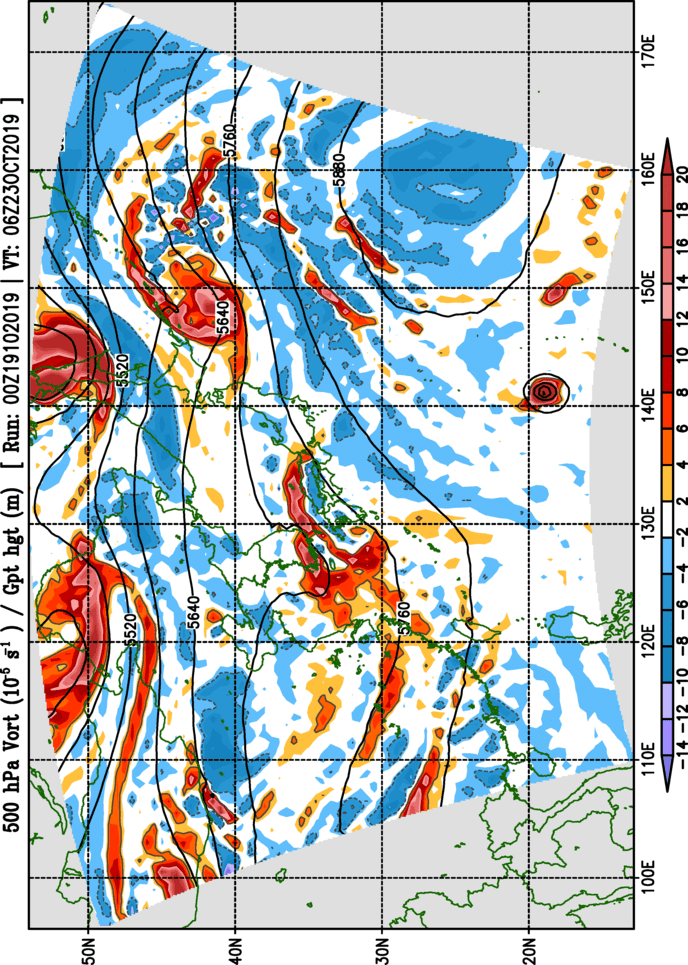 500 hPa Vort (10⁻⁵ s⁻¹) / Gpt hgt (m) [ Run: 00Z19102019 | VT: 06Z23OCT2019 ]
50N
5520
5520
5640
5640
5760
40N
5880
30N
5760
20N
100E 110E 120E 130E 140E 150E 160E 170E
−14 −12 −10 −8 −6 −4 −2 2 4 6 8 10 12 14 16 18 20